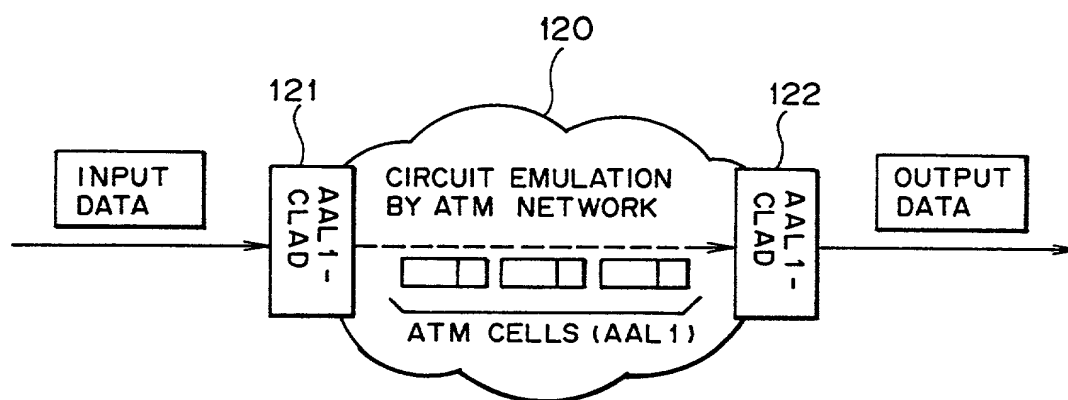 120
121
122
INPUT
DATA
AAL1-
CLAD
CIRCUIT EMULATION
BY ATM NETWORK
AAL1-
CLAD
OUTPUT
DATA
ATM CELLS (AAL1)